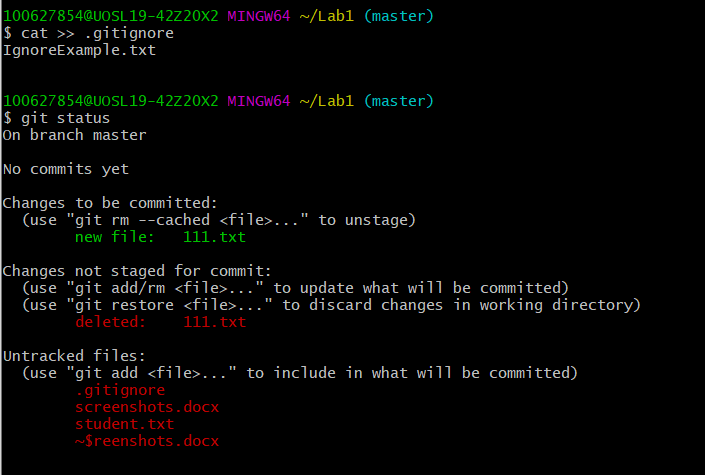 100627854@UOSL19-42Z20X2 MINGW64 ~/Lab1 (master)
$ cat >> .gitignore
IgnoreExample.txt
100627854@UOSL19-42Z20X2 MINGW64 ~/Lab1 (master)
$ git status
On branch master
No commits yet
Changes to be committed:
  (use "git rm --cached <file>..." to unstage)
        new file:   111.txt
Changes not staged for commit:
  (use "git add/rm <file>..." to update what will be committed)
  (use "git restore <file>..." to discard changes in working directory)
        deleted:    111.txt
Untracked files:
  (use "git add <file>..." to include in what will be committed)
        .gitignore
        screenshots.docx
        student.txt
        ~$reenshots.docx